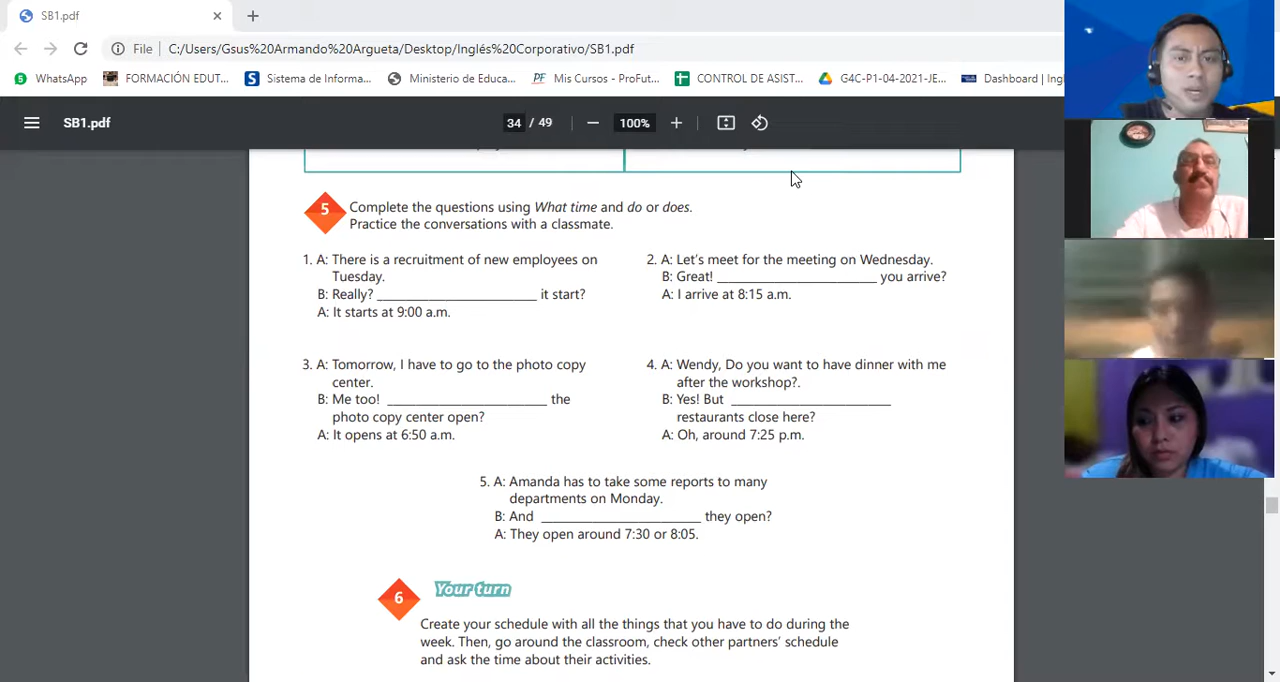 SB1.pdf
File
C:/Users/Gsus%20Armando%20Argueta/Desktop/Inglés%20Corporativo/SB1.pdf
WhatsApp
FORMACIÓN EDUT...
Sistema de Informa...
Ministerio de Educa...
Mis Cursos - ProFut...
CONTROL DE ASIST...
G4C-P1-04-2021-JE...
Dashboard | Ingl
SB1.pdf
34 / 49
100%
5
Complete the questions using What time and do or does.
Practice the conversations with a classmate.
1. A: There is a recruitment of new employees on
Tuesday.
B: Really? ____________________ it start?
A: It starts at 9:00 a.m.
2. A: Let's meet for the meeting on Wednesday.
B: Great! ____________________ you arrive?
A: I arrive at 8:15 a.m.
3. A: Tomorrow, I have to go to the photo copy
center.
B: Me too! ____________________ the
photo copy center open?
A: It opens at 6:50 a.m.
4. A: Wendy, Do you want to have dinner with me
after the workshop?.
B: Yes! But ____________________
restaurants close here?
A: Oh, around 7:25 p.m.
5. A: Amanda has to take some reports to many
departments on Monday.
B: And ____________________ they open?
A: They open around 7:30 or 8:05.
6
Your turn
Create your schedule with all the things that you have to do during the
week. Then, go around the classroom, check other partners' schedule
and ask the time about their activities.